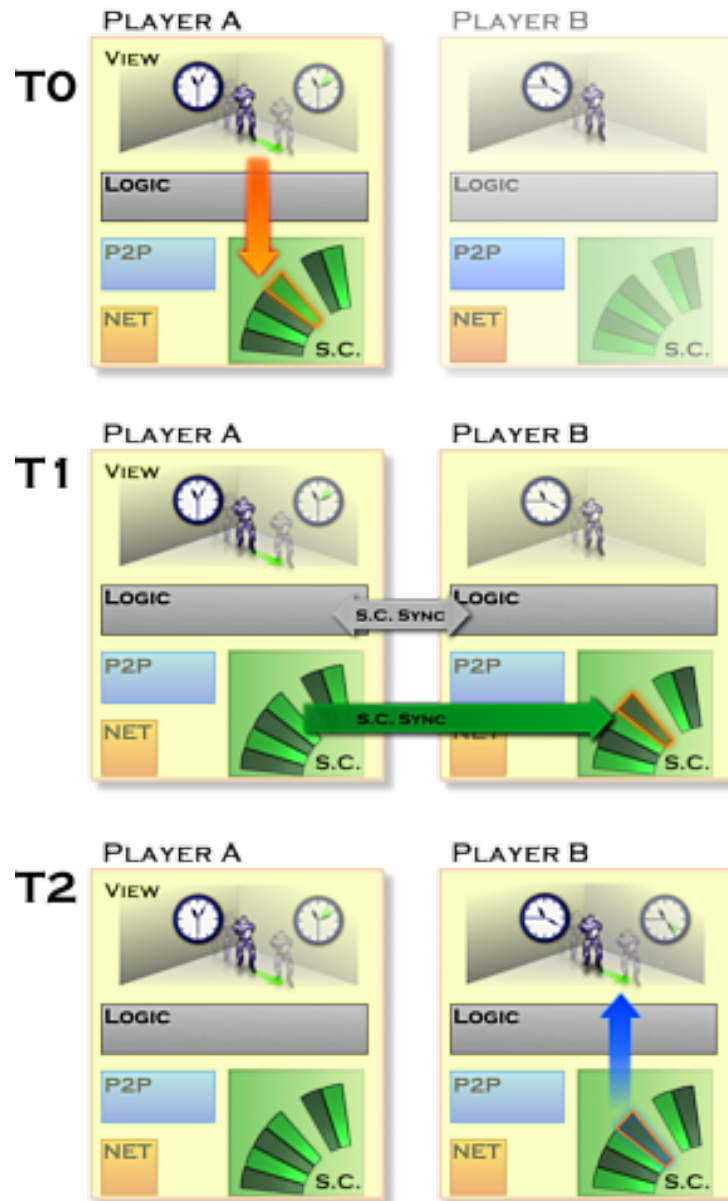 PLAYER A
PLAYER B
T0
VIEW
LOGIC
LOGIC
P2P
P2P
NET
S.C.
NET
S.C.
PLAYER A
PLAYER B
T1
VIEW
LOGIC
S.C. SYNC
LOGIC
P2P
P2P
S.C. SYNC
NET
NET
S.C.
S.C.
PLAYER A
PLAYER B
T2
VIEW
LOGIC
LOGIC
P2P
P2P
NET
S.C.
NET
S.C.